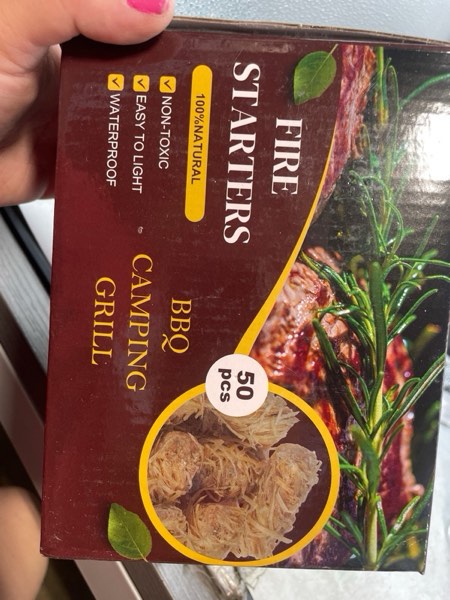 FIRE
STARTERS
100%NATURAL
NON-TOXIC
EASY TO LIGHT
WATERPROOF
BBQ
CAMPING
GRILL
50
pcs